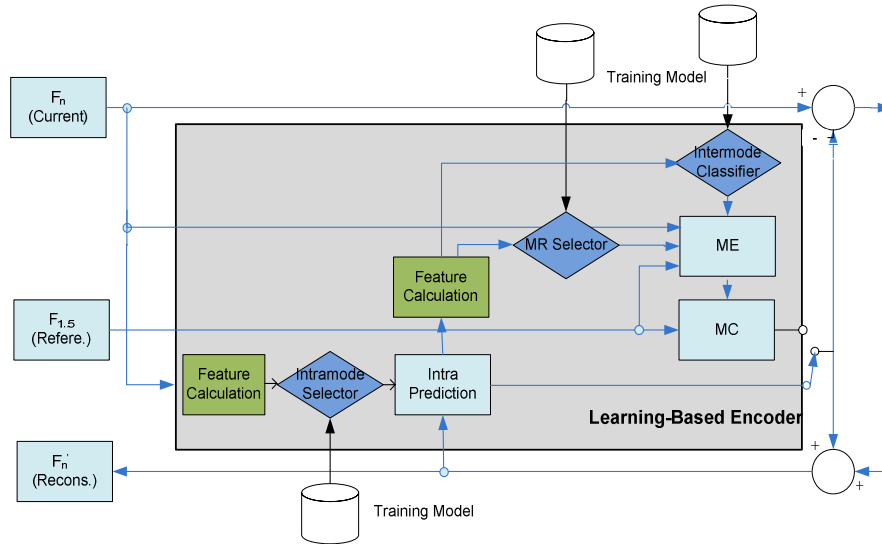 Training Model
Fn
(Current)
+
- -
Intermode
Classifier
MR Selector
ME
Feature
Calculation
F1.5
(Refere.)
MC
Feature
Calculation
Intramode
Selector
Intra
Prediction
Learning-Based Encoder
Fn'
(Recons.)
+
+
Training Model